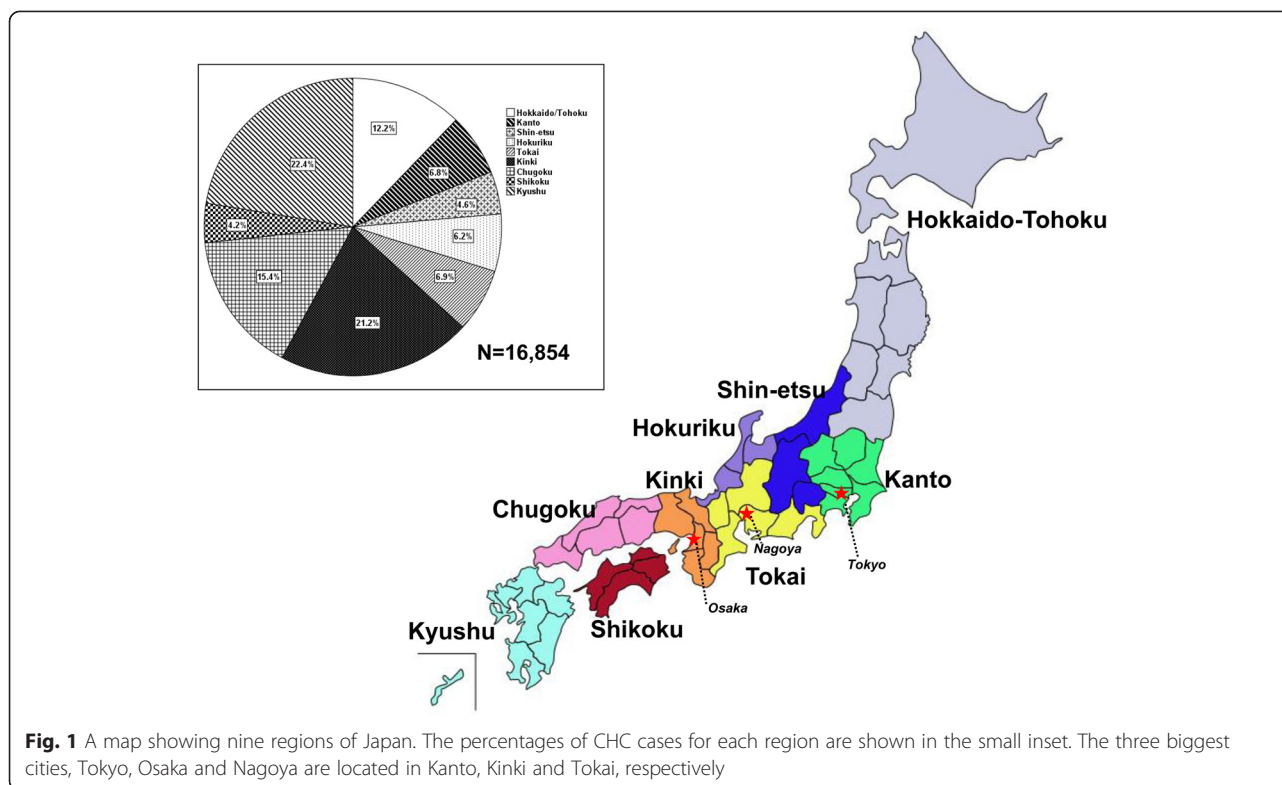 12.2%
6.8%
4.6%
6.2%
6.9%
21.2%
15.4%
4.2%
22.4%
Hokkaido/Tohoku
Kanto
Shin-etsu
Hokuriku
Tokai
Kinki
Chugoku
Shikoku
Kyushu
N=16,854
Hokkaido-Tohoku
Shin-etsu
Hokuriku
Kanto
Kinki
Chugoku
Nagoya
Tokyo
Tokai
Osaka
Shikoku
Kyushu
Fig. 1 A map showing nine regions of Japan. The percentages of CHC cases for each region are shown in the small inset. The three biggest
cities, Tokyo, Osaka and Nagoya are located in Kanto, Kinki and Tokai, respectively